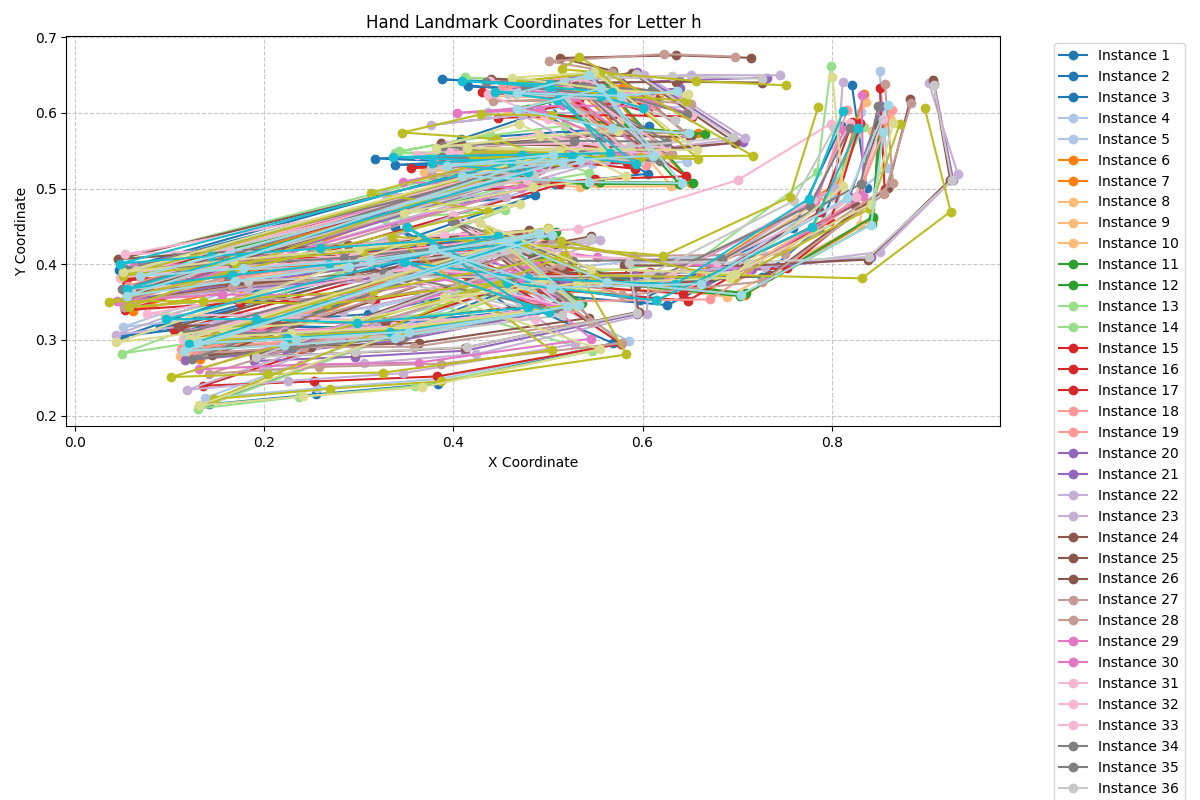 Hand Landmark Coordinates for Letter h
0.7
0.6
0.5
0.4
0.3
0.2
Y Coordinate
0.0
0.2
0.4
0.6
0.8
X Coordinate
Instance 1
Instance 2
Instance 3
Instance 4
Instance 5
Instance 6
Instance 7
Instance 8
Instance 9
Instance 10
Instance 11
Instance 12
Instance 13
Instance 14
Instance 15
Instance 16
Instance 17
Instance 18
Instance 19
Instance 20
Instance 21
Instance 22
Instance 23
Instance 24
Instance 25
Instance 26
Instance 27
Instance 28
Instance 29
Instance 30
Instance 31
Instance 32
Instance 33
Instance 34
Instance 35
Instance 36